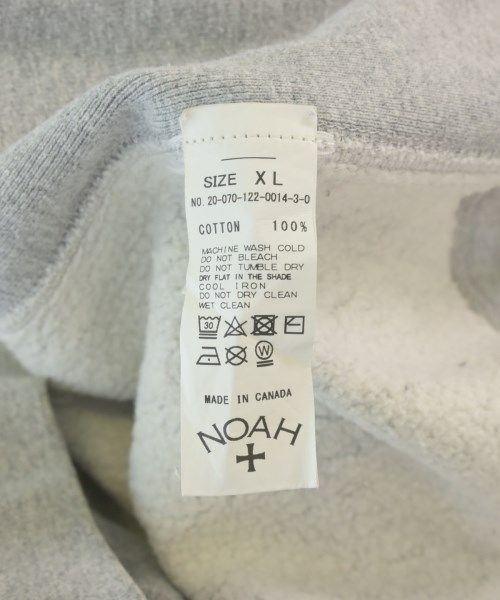 SIZE XL
NO. 20-070-122-0014-3-0
COTTON 100%
MACHINE WASH COLD
DO NOT BLEACH
DO NOT TUMBLE DRY
DRY FLAT IN THE SHADE
COOL IRON
DO NOT DRY CLEAN
WET CLEAN
30
W
MADE IN CANADA
NOAH